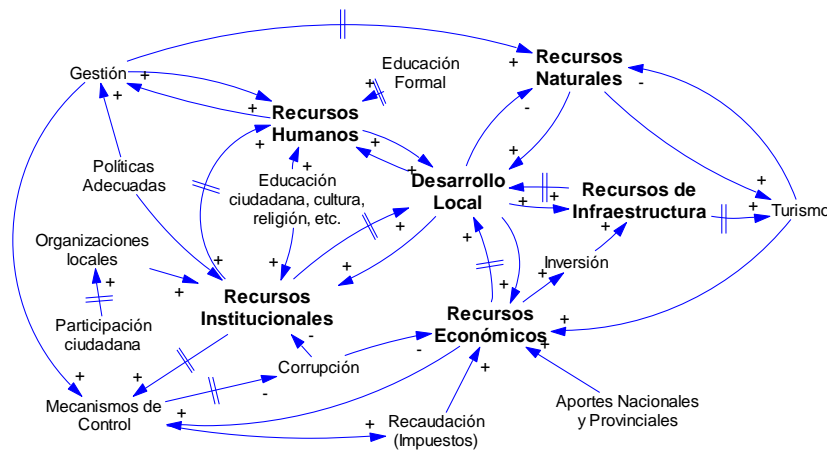 Gestión
Educación
Formal
Recursos
Naturales
Recursos
Humanos
Políticas
Adecuadas
Educación
ciudadana, cultura,
religión, etc.
Desarrollo
Local
Recursos de
Infraestructura
Turismo
Organizaciones
locales
Inversión
Recursos
Institucionales
Recursos
Económicos
Participación
ciudadana
Corrupción
Mecanismos de
Control
Recaudación
(Impuestos)
Aportes Nacionales
y Provinciales